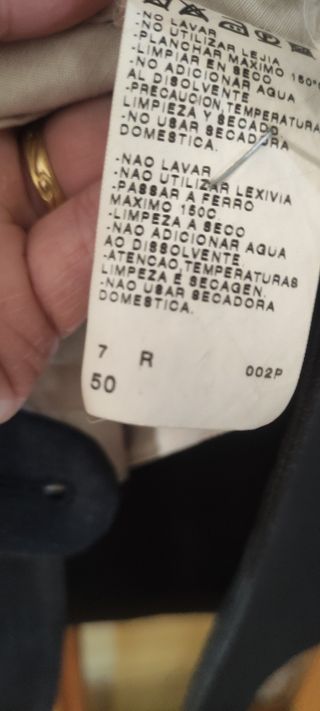 -NO LAVAR
-NO UTILIZAR LEJIA
-PLANCHAR MAXIMO 150º
-LIMPIAR EN SECO
-NO ADICIONAR AGUA
AL DISOLVENTE
-PRECAUCION,TEMPERATURA
LIMPIEZA Y SECADO
-NO USAR SECADORA
DOMESTICA.
-NAO LAVAR
-NAO UTILIZAR LEXIVIA
-PASSAR A FERRO
MAXIMO 150C
-LIMPEZA A SECO
-NAO ADICIONAR AGUA
AO DISSOLVENTE
-ATENCAO,TEMPERATURAS
LIMPEZA E SECAGEN
-NAO USAR SECADORA
DOMESTICA.
7 R 002P
50